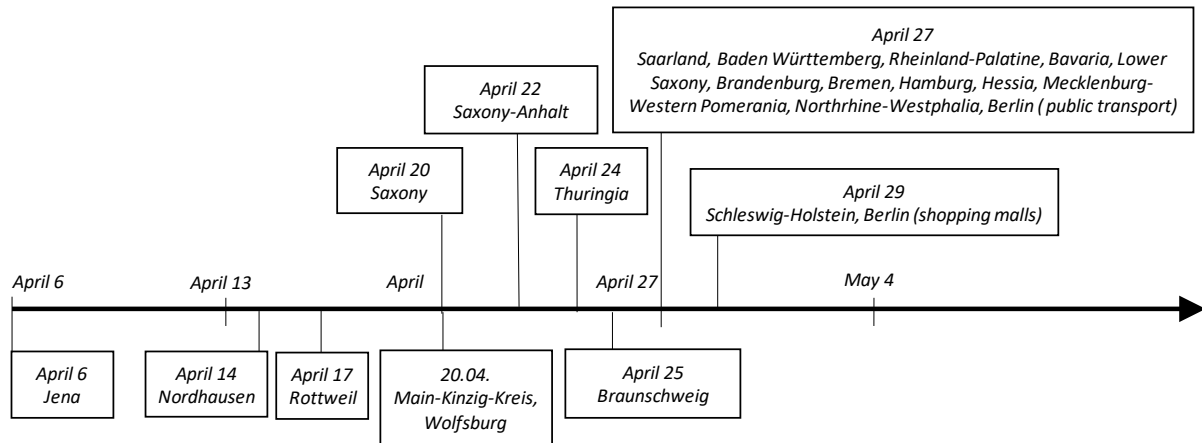 April 27
Saarland, Baden Württemberg, Rheinland-Palatine, Bavaria, Lower
Saxony, Brandenburg, Bremen, Hamburg, Hessia, Mecklenburg-
Western Pomerania, Northrhine-Westphalia, Berlin ( public transport)
April 22
Saxony-Anhalt
April 20
Saxony
April 24
Thuringia
April 29
Schleswig-Holstein, Berlin (shopping malls)
April 6
April 13
April
April 27
May 4
April 6
Jena
April 14
Nordhausen
April 17
Rottweil
20.04.
Main-Kinzig-Kreis,
Wolfsburg
April 25
Braunschweig